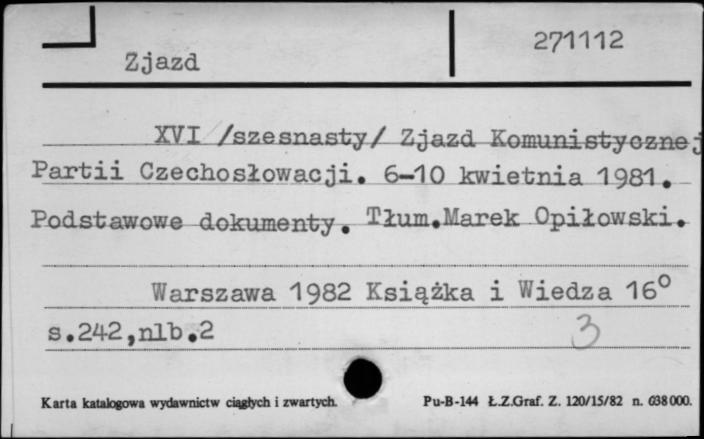 Zjazd 271112
XVI /szesnasty/ Zjazd Komunistycznej
Partii Czechosłowacji. 6-10 kwietnia 1981.
Podstawowe dokumenty. Tłum.Marek Opiłowski.
Warszawa 1982 Książka i Wiedza 16°
s.242,nlb.2 3
Karta katalogowa wydawnictw ciągłych i zwartych. Pu-B-144 Ł.Z.Graf. Z. 120/15/82 n. 638000.